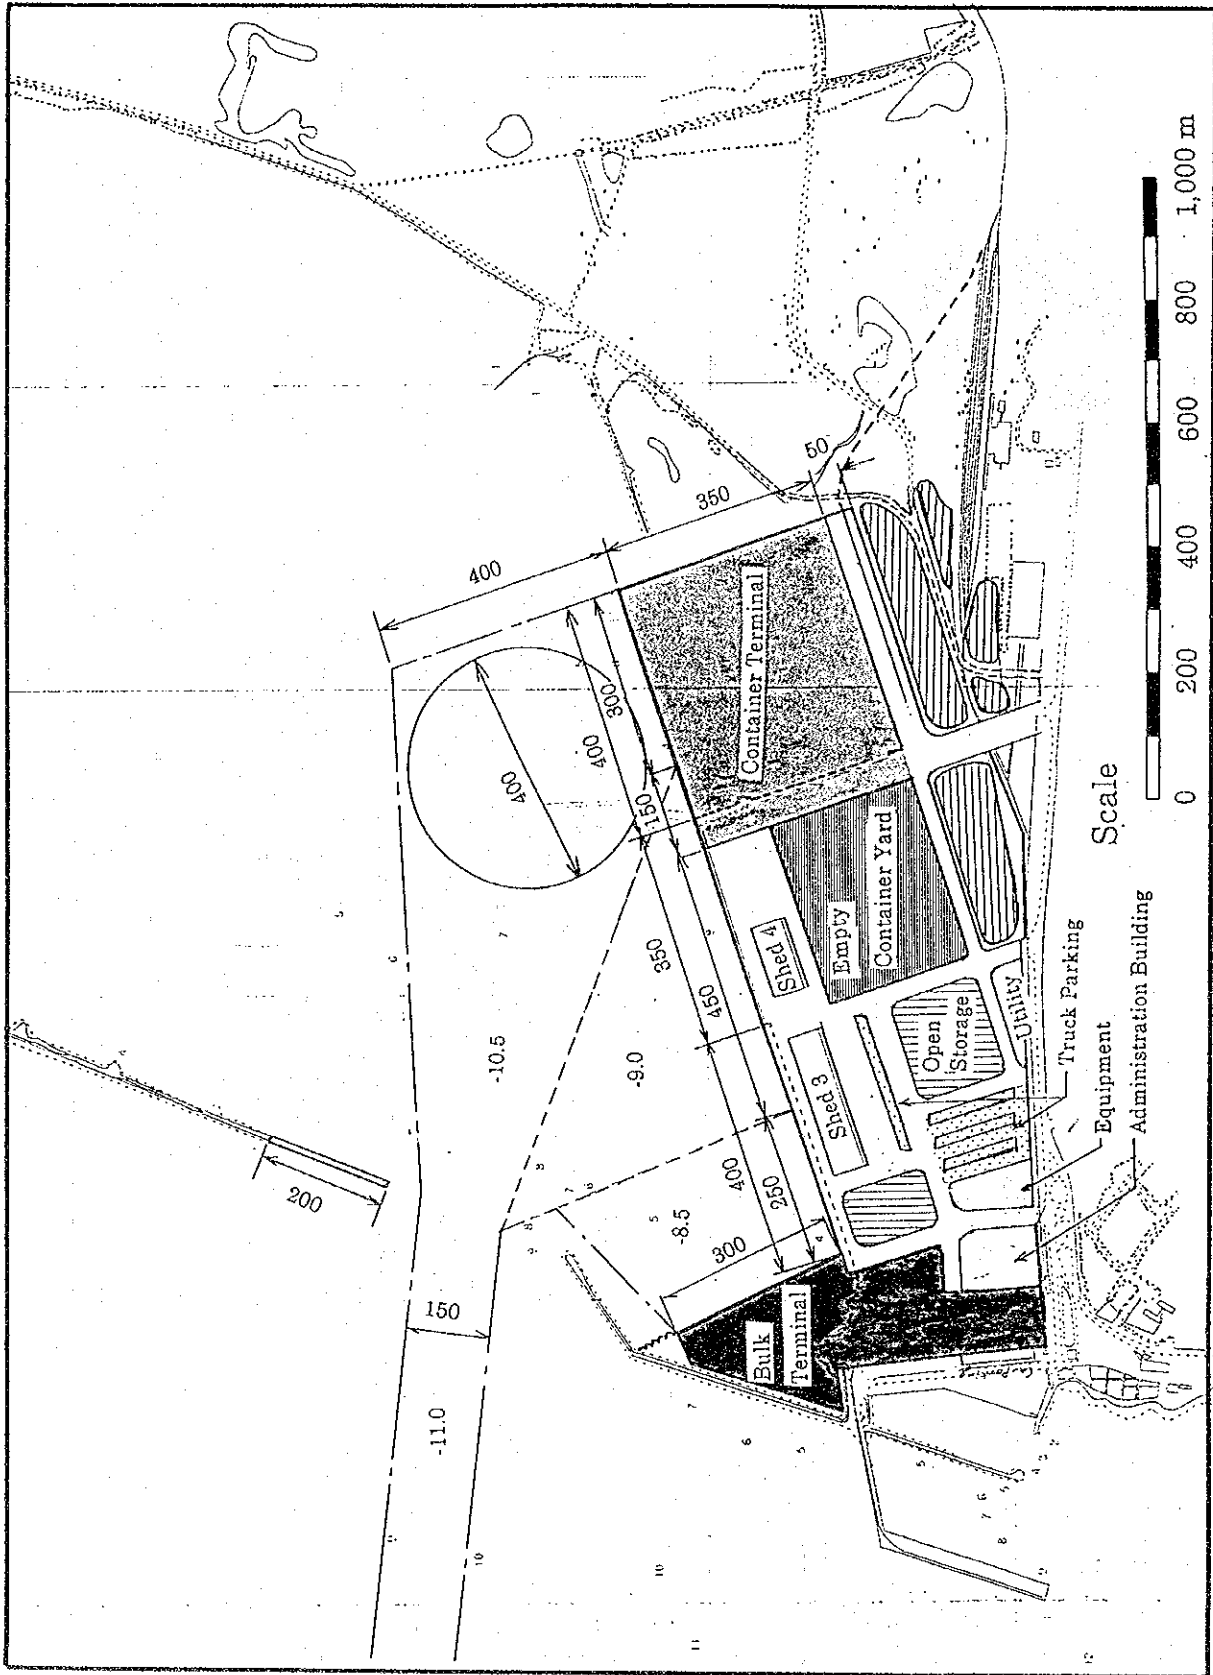 200
150
-11.0
-10.5
-9.0
-8.5
400
400
300
400
150
350
450
400
250
300
350
50
Container Terminal
Empty
Container Yard
Shed 4
Shed 3
Open
Storage
Utility
Bulk
Terminal
Car Parking
Truck Parking
Equipment
Administration Building
Scale
0
200
400
600
800
1,000 m